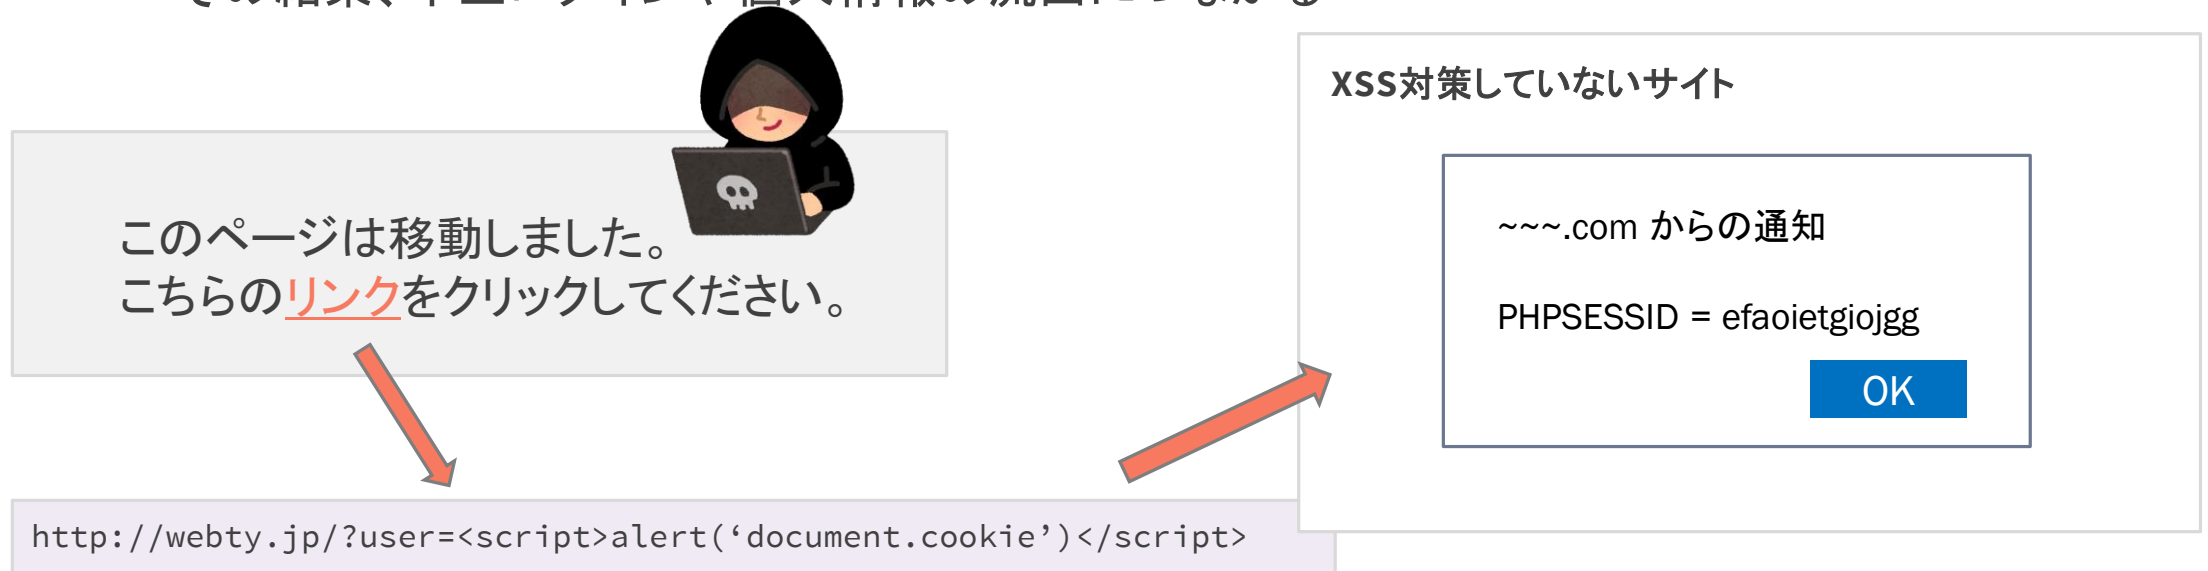 XSS対策していないサイト
~~~.com からの通知
PHPSESSID = efaoietgiojgg
OK
このページは移動しました。
こちらのリンクをクリックしてください。
http://webty.jp/?user=<script>alert(‘document.cookie’)</script>